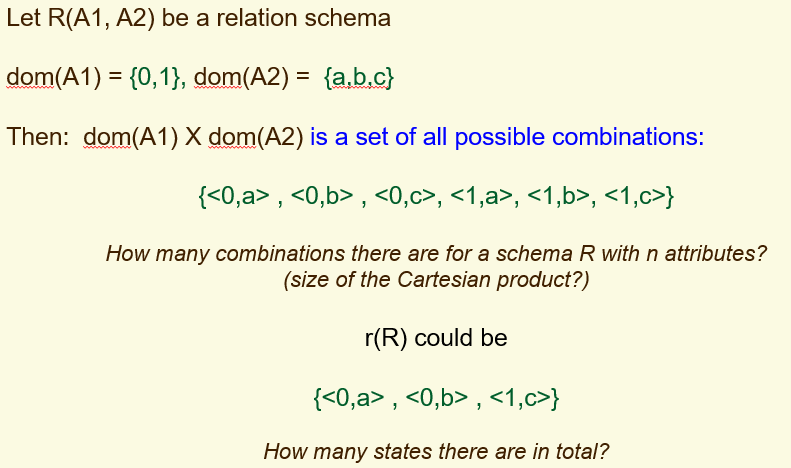 Let R(A1, A2) be a relation schema
dom(A1) = {0,1}, dom(A2) =  {a,b,c}
Then:  dom(A1) X dom(A2) is a set of all possible combinations:
{<0,a> , <0,b> , <0,c>, <1,a>, <1,b>, <1,c>}
How many combinations there are for a schema R with n attributes?
(size of the Cartesian product?)
r(R) could be
{<0,a> , <0,b> , <1,c>}
How many states there are in total?